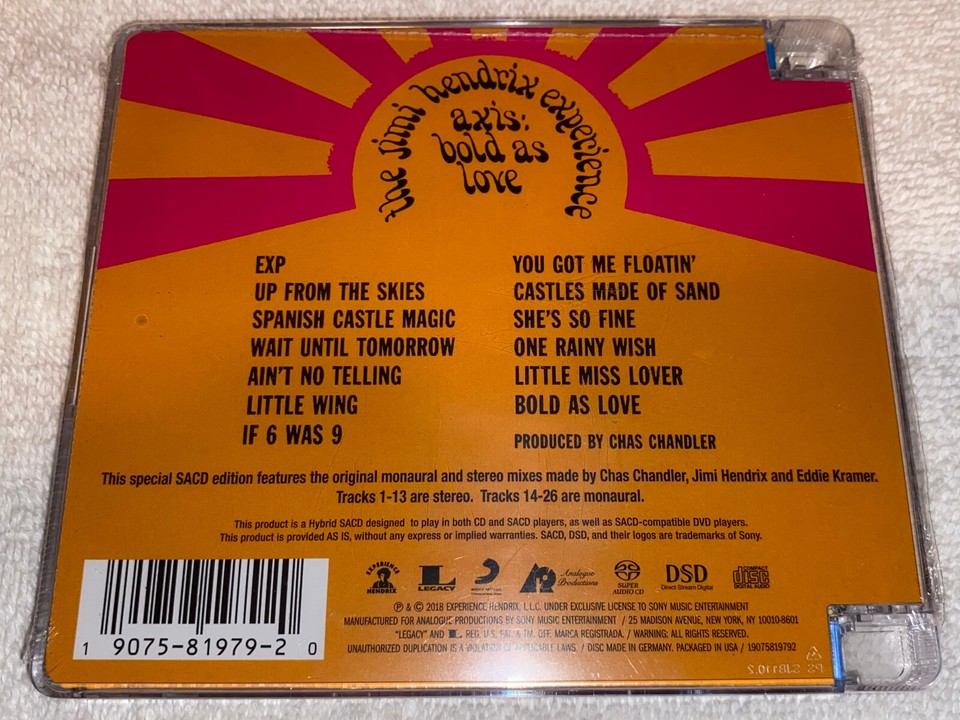 the Jimi hendrix experience
axis:
bold as
love
EXP
UP FROM THE SKIES
SPANISH CASTLE MAGIC
WAIT UNTIL TOMORROW
AIN'T NO TELLING
LITTLE WING
IF 6 WAS 9
YOU GOT ME FLOATIN'
CASTLES MADE OF SAND
SHE'S SO FINE
ONE RAINY WISH
LITTLE MISS LOVER
BOLD AS LOVE
PRODUCED BY CHAS CHANDLER
This special SACD edition features the original monaural and stereo mixes made by Chas Chandler, Jimi Hendrix and Eddie Kramer.
Tracks 1-13 are stereo. Tracks 14-26 are monaural.
This product is a Hybrid SACD designed to play in both CD and SACD players, as well as SACD-compatible DVD players.
This product is provided AS IS, without any express or implied warranties. SACD, DSD, and their logos are trademarks of Sony.
EXPERIENCE HENDRIX
LEGACY
Analogue Productions
SUPER AUDIO CD
DSD Direct Stream Digital
COMPACT disc DIGITAL AUDIO
℗ & © 2018 EXPERIENCE HENDRIX, L.L.C. UNDER EXCLUSIVE LICENSE TO SONY MUSIC ENTERTAINMENT
MANUFACTURED FOR ANALOGUE PRODUCTIONS BY SONY MUSIC ENTERTAINMENT / 25 MADISON AVENUE, NEW YORK, NY 10010-8601
"LEGACY" AND L REG. U.S. PAT. & TM. OFF. MARCA REGISTRADA. / WARNING: ALL RIGHTS RESERVED.
UNAUTHORIZED DUPLICATION IS A VIOLATION OF APPLICABLE LAWS. / DISC MADE IN GERMANY. PACKAGED IN USA / 19075819792
1 9075-81979-2 0